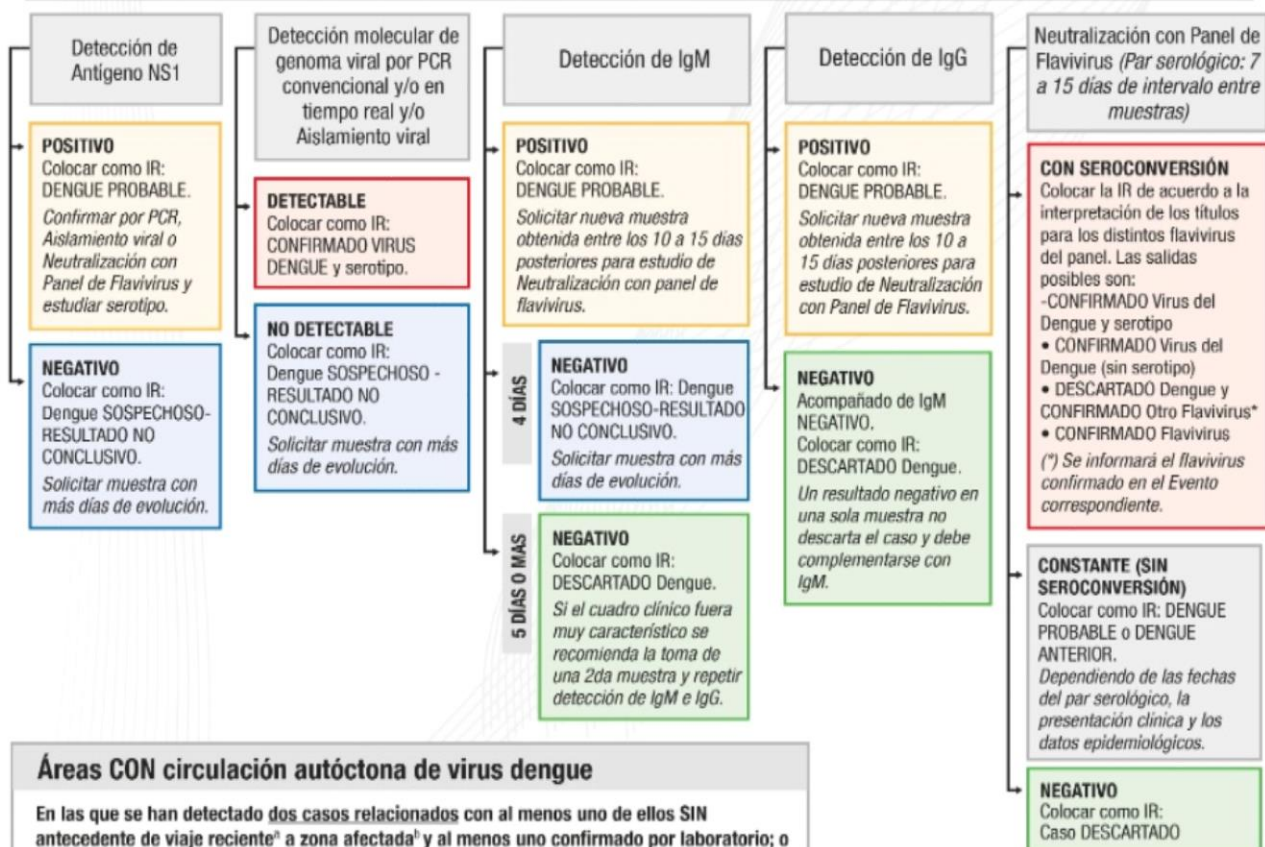 Detección de
Antígeno NS1
POSITIVO
Colocar como IR:
DENGUE PROBABLE.
Confirmar por PCR,
Aislamiento viral o
Neutralización con
Panel de Flavivirus y
estudiar serotipo.
NEGATIVO
Colocar como IR:
Dengue SOSPECHOSO-
RESULTADO NO
CONCLUSIVO.
Solicitar muestra con
más días de evolución.
Detección molecular de
genoma viral por PCR
convencional y/o en
tiempo real y/o
Aislamiento viral
DETECTABLE
Colocar como IR:
CONFIRMADO VIRUS
DENGUE y serotipo.
NO DETECTABLE
Colocar como IR:
Dengue SOSPECHOSO -
RESULTADO NO
CONCLUSIVO.
Solicitar muestra con más
días de evolución.
Detección de IgM
POSITIVO
Colocar como IR:
DENGUE PROBABLE.
Solicitar nueva muestra
obtenida entre los 10 a 15 días
posteriores para estudio de
Neutralización con panel de
flavivirus.
4 DÍAS
NEGATIVO
Colocar como IR: Dengue
SOSPECHOSO-RESULTADO
NO CONCLUSIVO.
Solicitar muestra con más
días de evolución.
5 DÍAS O MAS
NEGATIVO
Colocar como IR:
DESCARTADO Dengue.
Si el cuadro clínico fuera
muy característico se
recomienda la toma de
una 2da muestra y repetir
detección de IgM e IgG.
Detección de IgG
POSITIVO
Colocar como IR:
DENGUE PROBABLE.
Solicitar nueva muestra
obtenida entre los 10 a
15 días posteriores para
estudio de Neutralización
con Panel de Flavivirus.
NEGATIVO
Acompañado de IgM
NEGATIVO.
Colocar como IR:
DESCARTADO Dengue.
Un resultado negativo en
una sola muestra no
descarta el caso y debe
complementarse con
IgM.
Neutralización con Panel de
Flavivirus (Par serológico: 7
a 15 días de intervalo entre
muestras)
CON SEROCONVERSIÓN
Colocar la IR de acuerdo a la
interpretación de los títulos
para los distintos flavivirus
del panel. Las salidas
posibles son:
-CONFIRMADO Virus del
Dengue y serotipo
• CONFIRMADO Virus del
Dengue (sin serotipo)
• DESCARTADO Dengue y
CONFIRMADO Otro Flavivirus*
• CONFIRMADO Flavivirus
(*) Se informará el flavivirus
confirmado en el Evento
correspondiente.
CONSTANTE (SIN
SEROCONVERSIÓN)
Colocar como IR: DENGUE
PROBABLE o DENGUE
ANTERIOR.
Dependiendo de las fechas
del par serológico, la
presentación clínica y los
datos epidemiológicos.
NEGATIVO
Colocar como IR:
Caso DESCARTADO
Áreas CON circulación autóctona de virus dengue
En las que se han detectado dos casos relacionados con al menos uno de ellos SIN
antecedente de viaje reciente^a a zona afectada^b y al menos uno confirmado por laboratorio; o